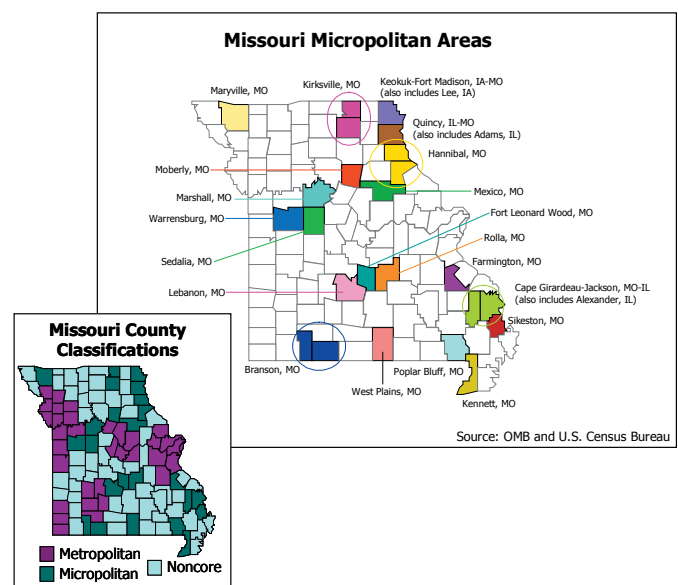 Missouri Micropolitan Areas
Maryville, MO
Kirksville, MO
Keokuk-Fort Madison, IA-MO
(also includes Lee, IA)
Quincy, IL-MO
(also includes Adams, IL)
Hannibal, MO
Moberly, MO
Marshall, MO
Mexico, MO
Warrensburg, MO
Fort Leonard Wood, MO
Rolla, MO
Sedalia, MO
Farmington, MO
Lebanon, MO
Cape Girardeau-Jackson, MO-IL
(also includes Alexander, IL)
Sikeston, MO
Branson, MO
West Plains, MO
Poplar Bluff, MO
Kennett, MO
Source: OMB and U.S. Census Bureau
Missouri County
Classifications
Metropolitan
Micropolitan
Noncore